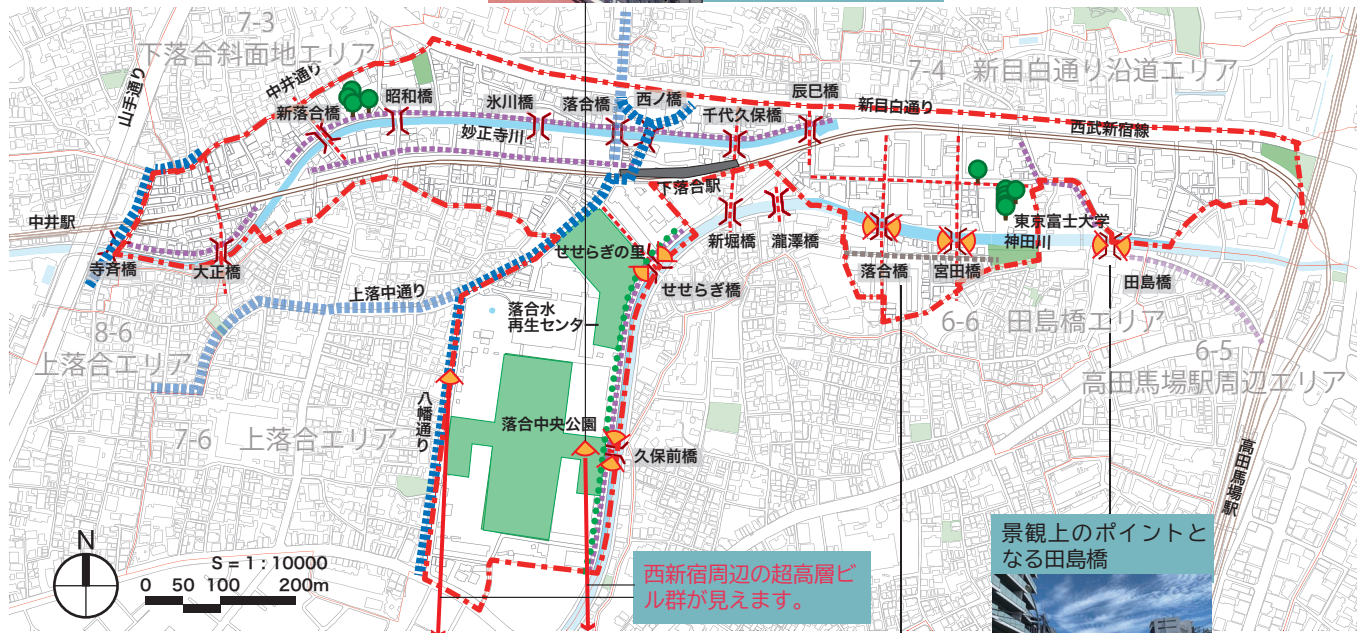 7-3
下落合斜面地エリア
7-4 新目白通り沿道エリア
山手通り
中井通り
新落合橋
昭和橋
氷川橋
落合橋
西ノ橋
千代久保橋
辰巳橋
新目白通り
西武新宿線
妙正寺川
下落合駅
中井駅
寺斉橋
大正橋
せせらぎの里
新堀橋
瀧澤橋
東京富士大学
神田川
せせらぎ橋
落合橋
宮田橋
田島橋
上落中通り
落合水
再生センター
6-6 田島橋エリア
8-6
上落合エリア
6-5
高田馬場駅周辺エリア
八幡通り
7-6 上落合エリア
落合中央公園
久保前橋
高田馬場駅
N
S = 1 : 10000
0 50 100 200m
西新宿周辺の超高層ビ
ル群が見えます。
景観上のポイントと
なる田島橋